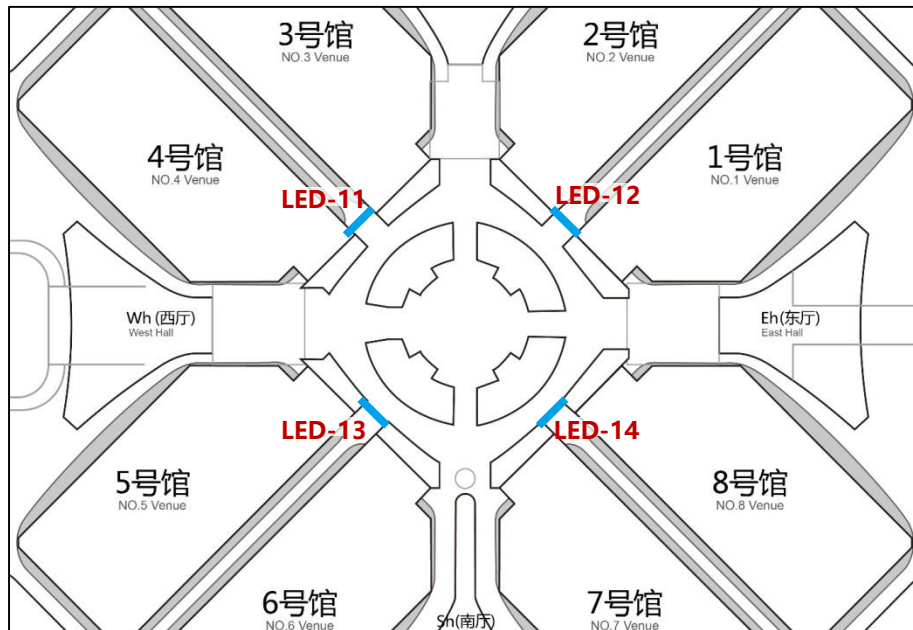 3号馆
NO.3 Venue
2号馆
NO.2 Venue
4号馆
NO.4 Venue
1号馆
NO.1 Venue
LED-11
LED-12
Wh (西厅)
West Hall
Eh(东厅)
East Hall
LED-13
LED-14
5号馆
NO.5 Venue
8号馆
NO.8 Venue
6号馆
NO.6 Venue
7号馆
NO.7 Venue
Sh(南厅)